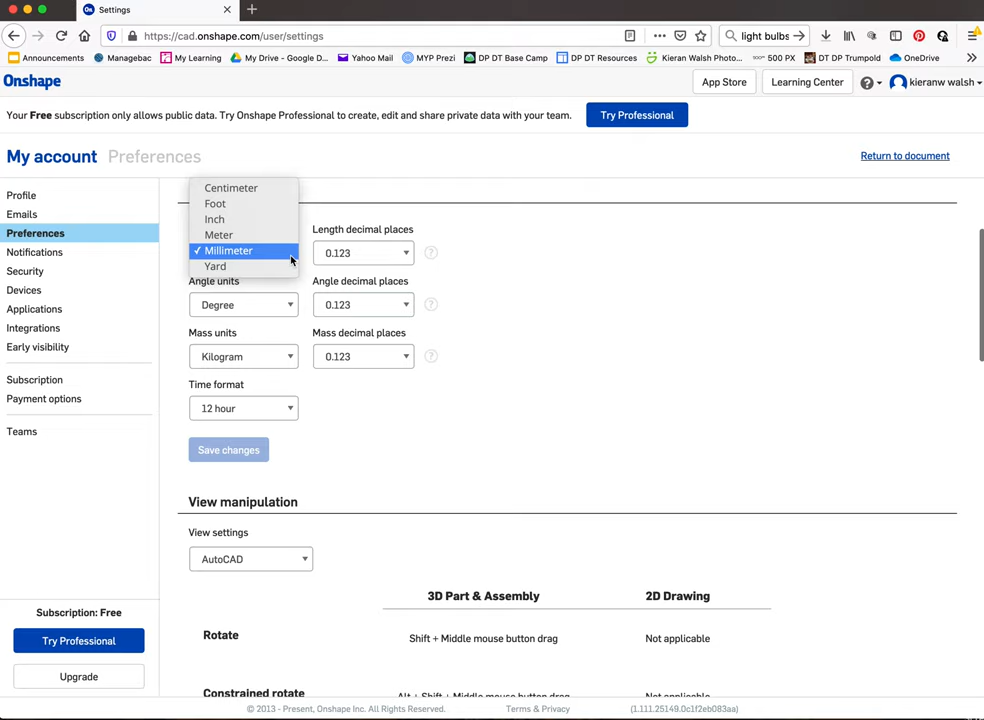 Settings
https://cad.onshape.com/user/settings
light bulbs
Announcements Managebac My Learning My Drive - Google D... Yahoo Mail MYP Prezi DP DT Base Camp DP DT Resources Kieran Walsh Photo... 500 PX DT DP Trumpold OneDrive
Onshape
App Store Learning Center kieranw walsh
Your Free subscription only allows public data. Try Onshape Professional to create, edit and share private data with your team. Try Professional
My account Preferences Return to document
Profile
Emails
Preferences
Notifications
Security
Devices
Applications
Integrations
Early visibility
Subscription
Payment options
Teams
Subscription: Free
Try Professional
Upgrade
Centimeter
Foot
Inch
Meter
✓ Millimeter
Yard
Length decimal places
0.123
Angle units Angle decimal places
Degree 0.123
Mass units Mass decimal places
Kilogram 0.123
Time format
12 hour
Save changes
View manipulation
View settings
AutoCAD
3D Part & Assembly 2D Drawing
Rotate Shift + Middle mouse button drag Not applicable
Constrained rotate Alt + Shift + Middle mouse button drag Not applicable
© 2013 - Present, Onshape Inc. All Rights Reserved. Terms & Privacy (1.111.25149.0c1f2eb083aa)